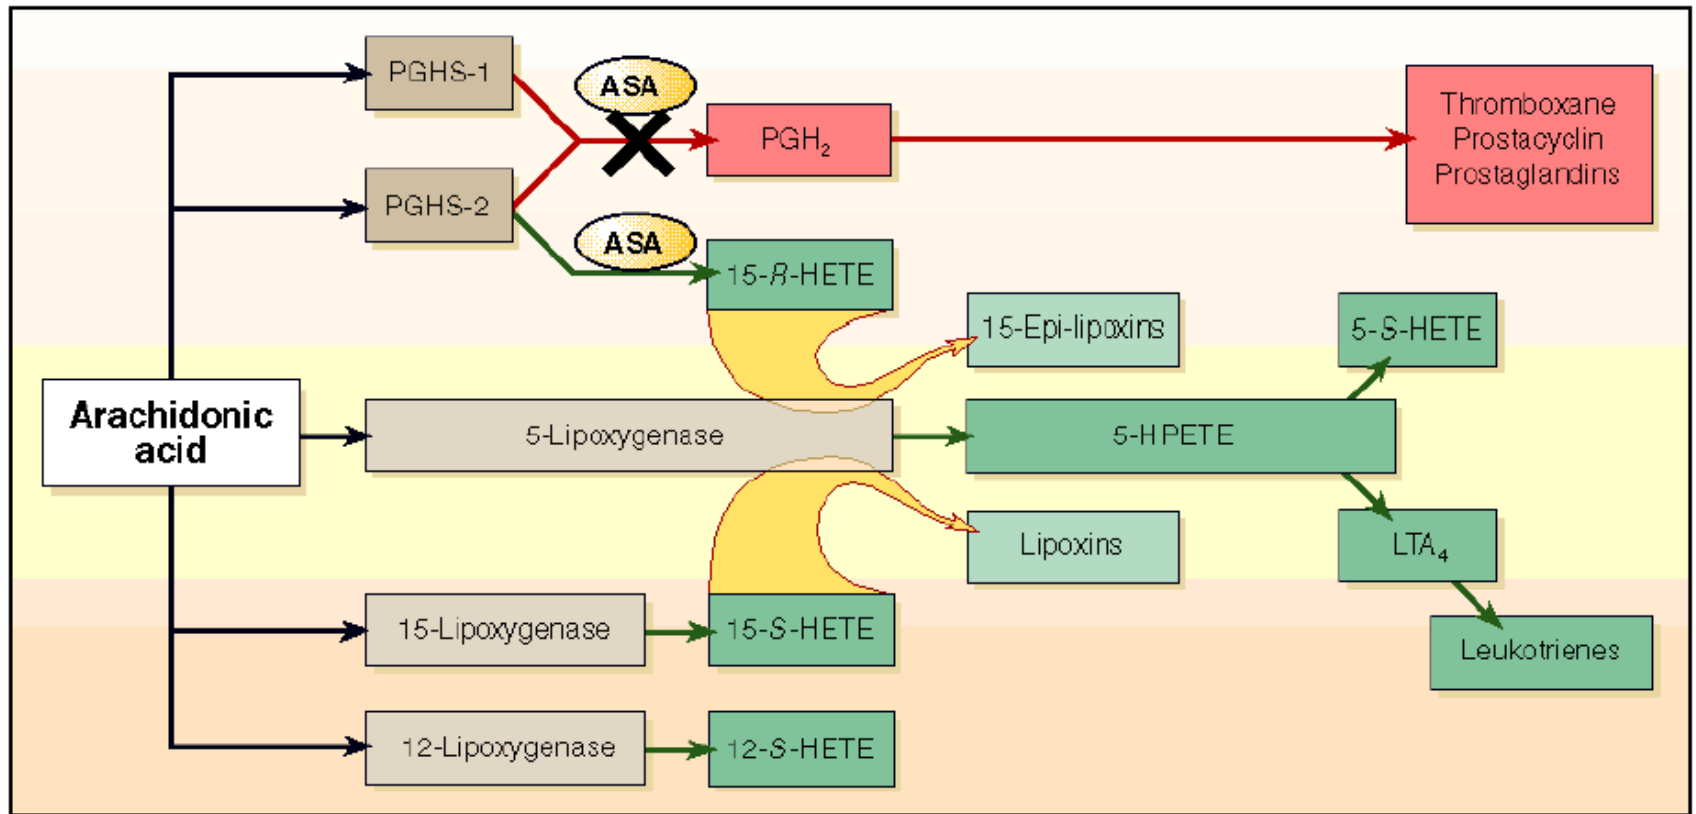 PGHS-1
ASA
PGH₂
Thromboxane
Prostacyclin
Prostaglandins
PGHS-2
ASA
15-R-HETE
15-Epi-lipoxins
5-S-HETE
Arachidonic
acid
5-Lipoxygenase
5-HPETE
Lipoxins
LTA₄
15-Lipoxygenase
15-S-HETE
Leukotrienes
12-Lipoxygenase
12-S-HETE